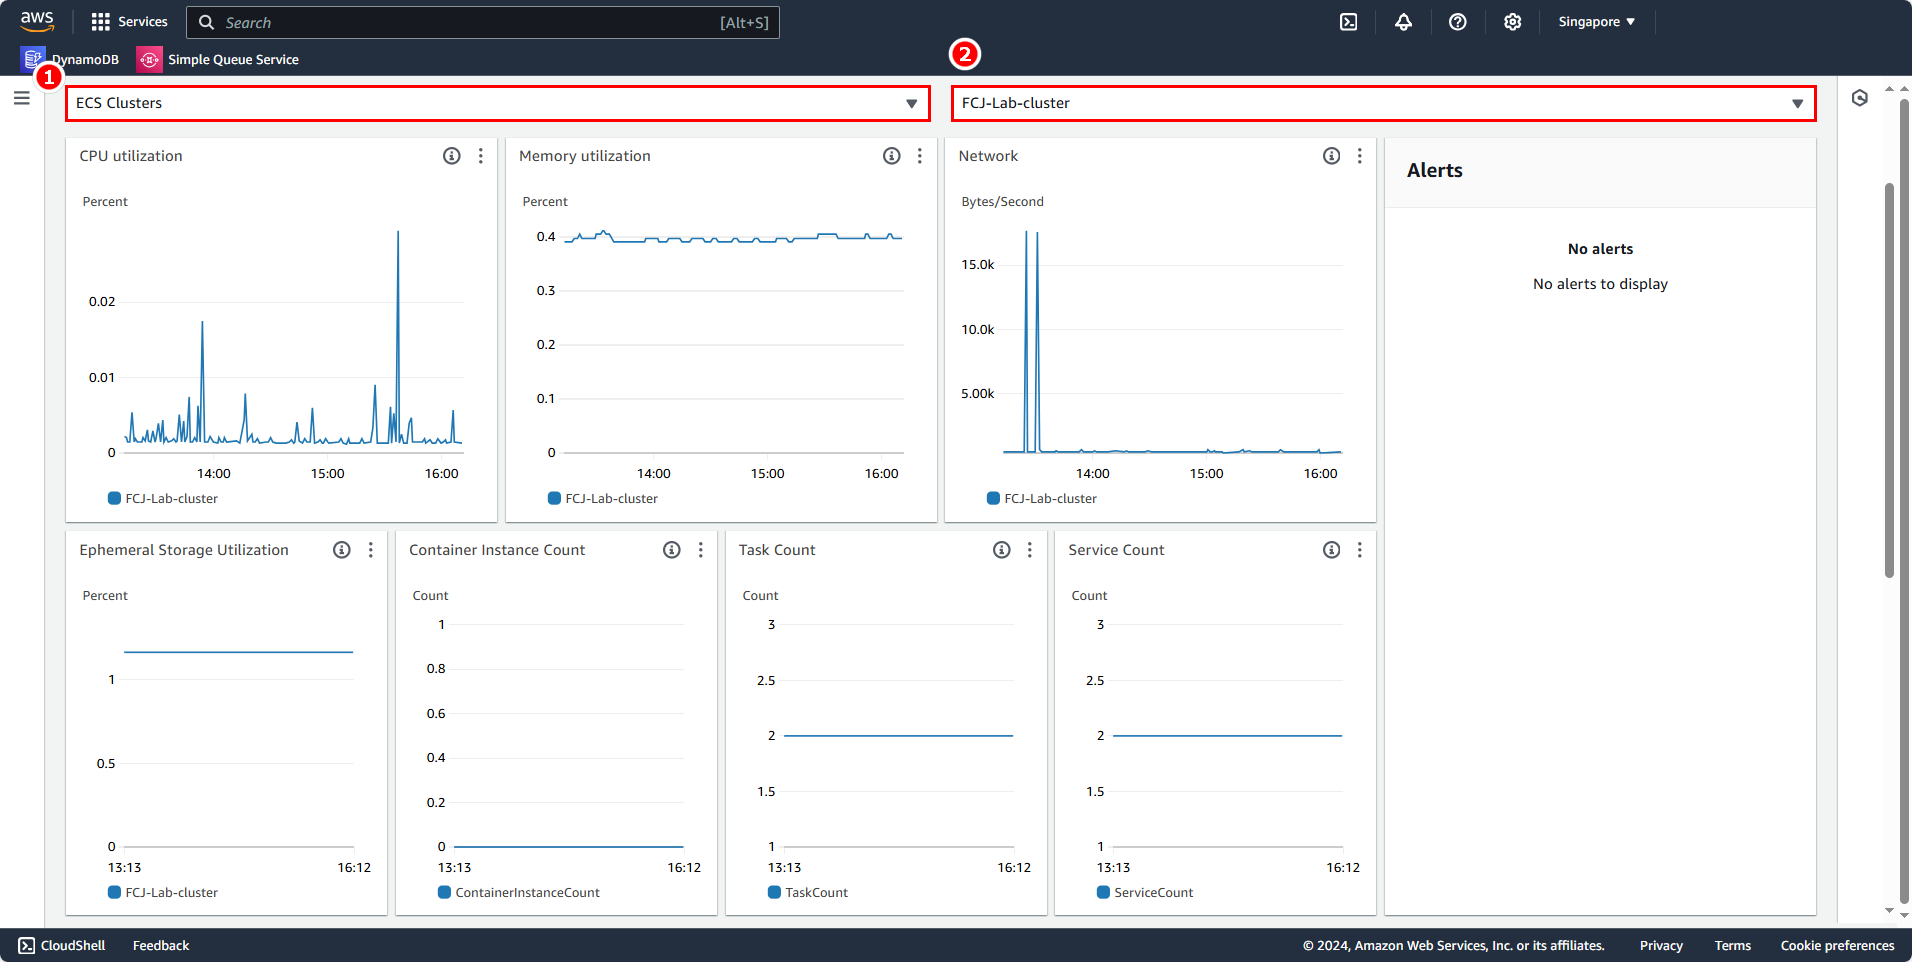 aws Services Search [Alt+S] Singapore
DynamoDB Simple Queue Service
1 2
ECS Clusters FCJ-Lab-cluster
CPU utilization
Percent
0.02
0.01
0
14:00 15:00 16:00
FCJ-Lab-cluster
Memory utilization
Percent
0.4
0.3
0.2
0.1
0
14:00 15:00 16:00
FCJ-Lab-cluster
Network
Bytes/Second
15.0k
10.0k
5.00k
14:00 15:00 16:00
FCJ-Lab-cluster
Alerts
No alerts
No alerts to display
Ephemeral Storage Utilization
Percent
1
0.5
0
13:13 16:12
FCJ-Lab-cluster
Container Instance Count
Count
1
0.8
0.6
0.4
0.2
0
13:13 16:12
ContainerInstanceCount
Task Count
Count
3
2.5
2
1.5
1
13:13 16:12
TaskCount
Service Count
Count
3
2.5
2
1.5
1
13:13 16:12
ServiceCount
CloudShell Feedback © 2024, Amazon Web Services, Inc. or its affiliates. Privacy Terms Cookie preferences